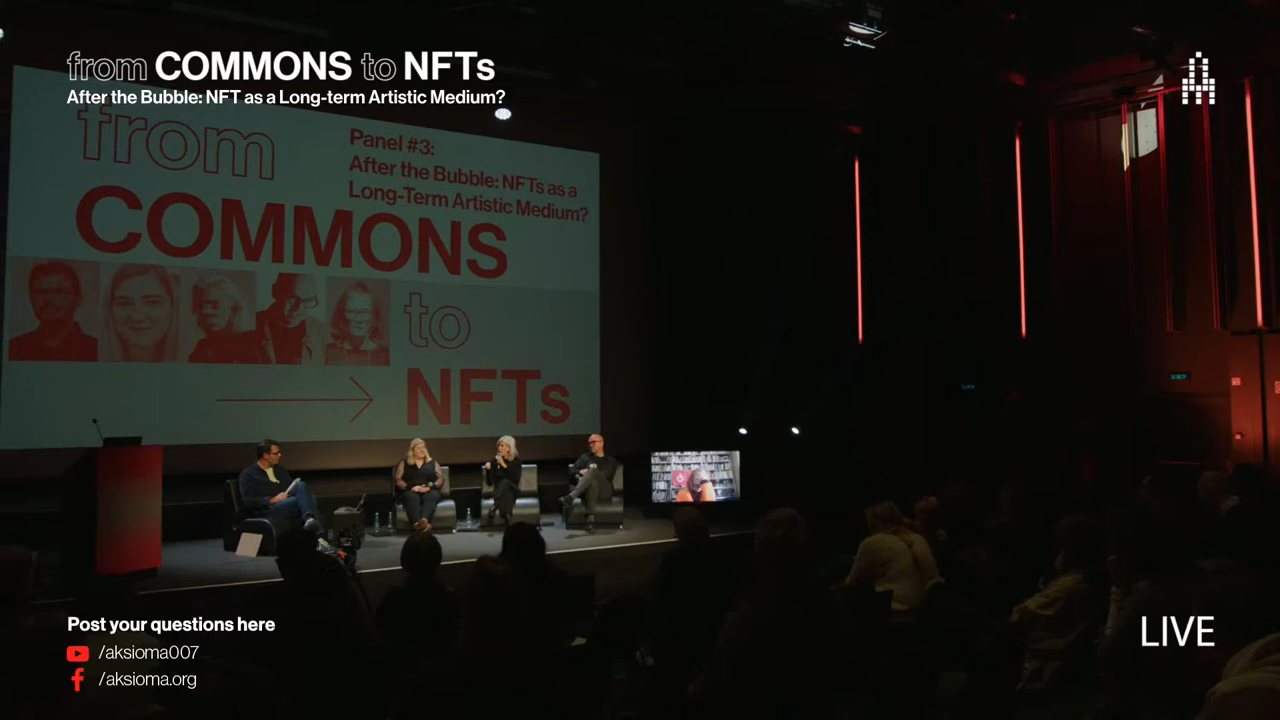 from COMMONS to NFTs
After the Bubble: NFT as a Long-term Artistic Medium?
from
Panel #3:
After the Bubble: NFTs as a
Long-Term Artistic Medium?
COMMONS
to
NFTs
Post your questions here
/aksioma007
/aksioma.org
LIVE